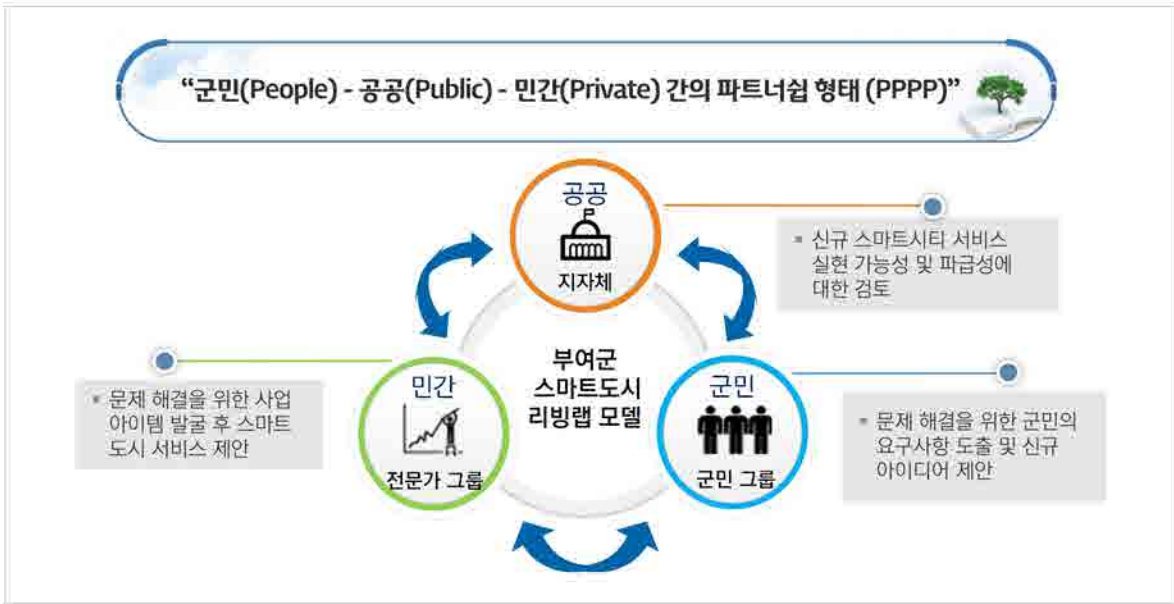 “군민(People) - 공공(Public) - 민간(Private) 간의 파트너쉽 형태 (PPPP)”
공공
지자체
▪ 신규 스마트시티 서비스
실현 가능성 및 파급성에
대한 검토
부여군
스마트도시
리빙랩 모델
민간
전문가 그룹
▪ 문제 해결을 위한 사업
아이템 발굴 후 스마트
도시 서비스 제안
군민
군민 그룹
▪ 문제 해결을 위한 군민의
요구사항 도출 및 신규
아이디어 제안